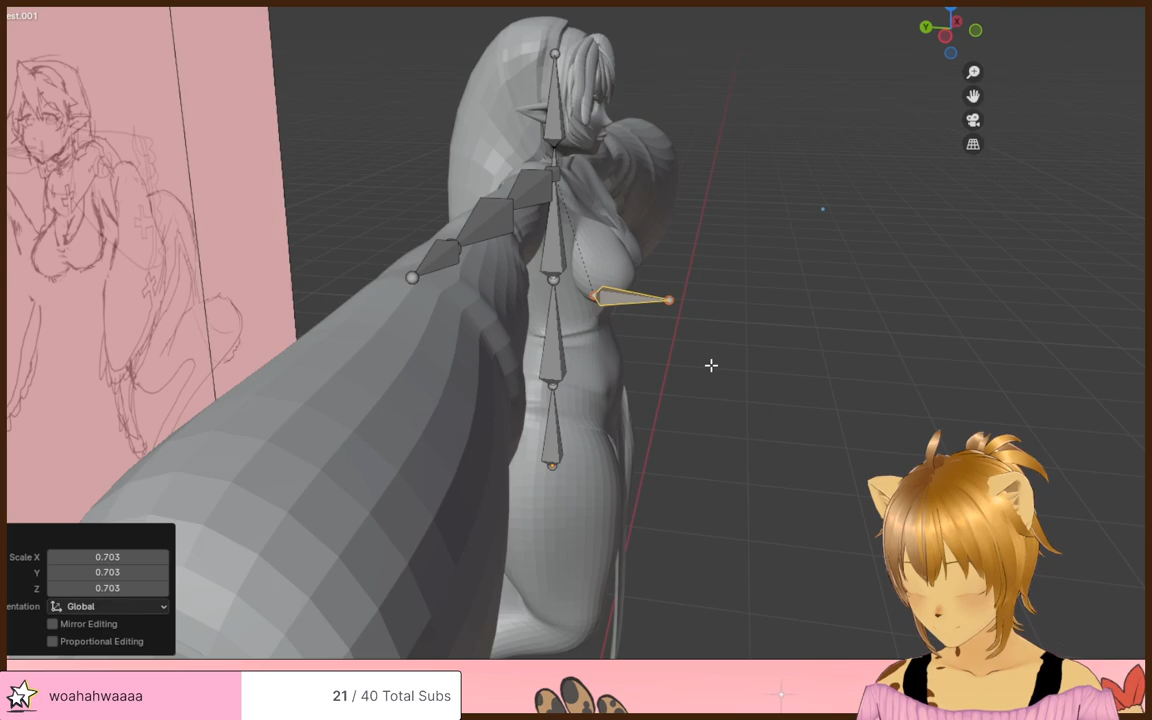 est.001
Y
X
Scale X 0.703
Y 0.703
Z 0.703
entation Global
Mirror Editing
Proportional Editing
woahahwaaaa 21 / 40 Total Subs